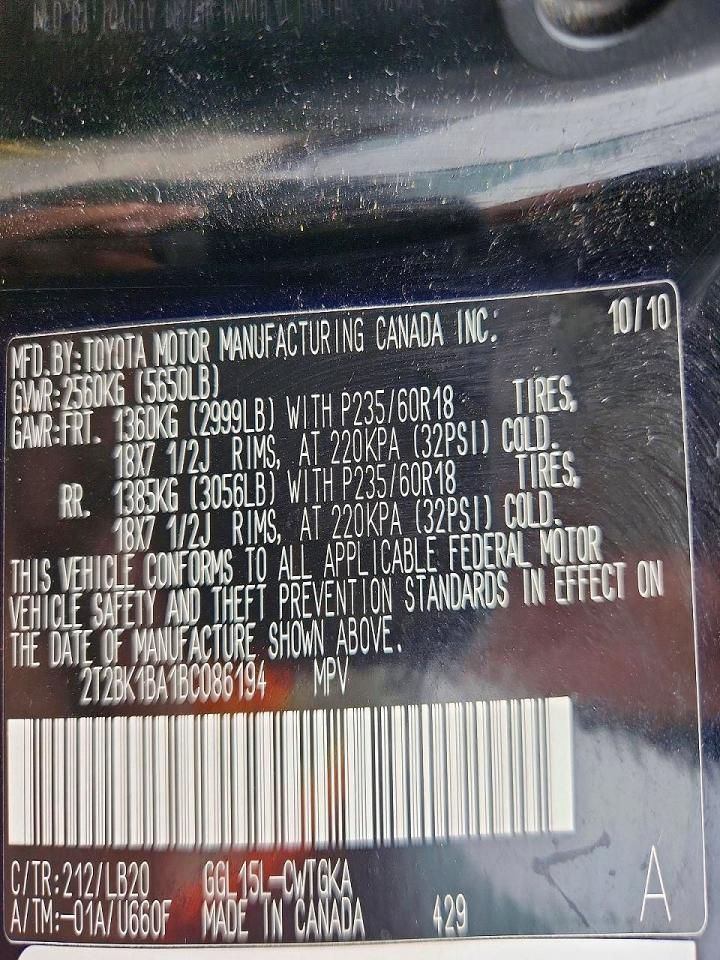 MFD.BY:TOYOTA MOTOR MANUFACTURING CANADA INC: 10/10
GVWR:2560KG (5650LB)
GAWR:FRT. 1360KG (2999LB) WITH P235/60R18 TIRES,
18X7 1/2J RIMS, AT 220KPA (32PSI) COLD.
RR. 1385KG (3056LB) WITH P235/60R18 TIRES,
18X7 1/2J RIMS, AT 220KPA (32PSI) COLD.
THIS VEHICLE CONFORMS TO ALL APPLICABLE FEDERAL MOTOR
VEHICLE SAFETY AND THEFT PREVENTION STANDARDS IN EFFECT ON
THE DATE OF MANUFACTURE SHOWN ABOVE.
2T2BK1BA1BC086194 MPV
C/TR:212/LB20 GGL15L-CWTGKA
A/TM:-01A/U660F MADE IN CANADA 429 A